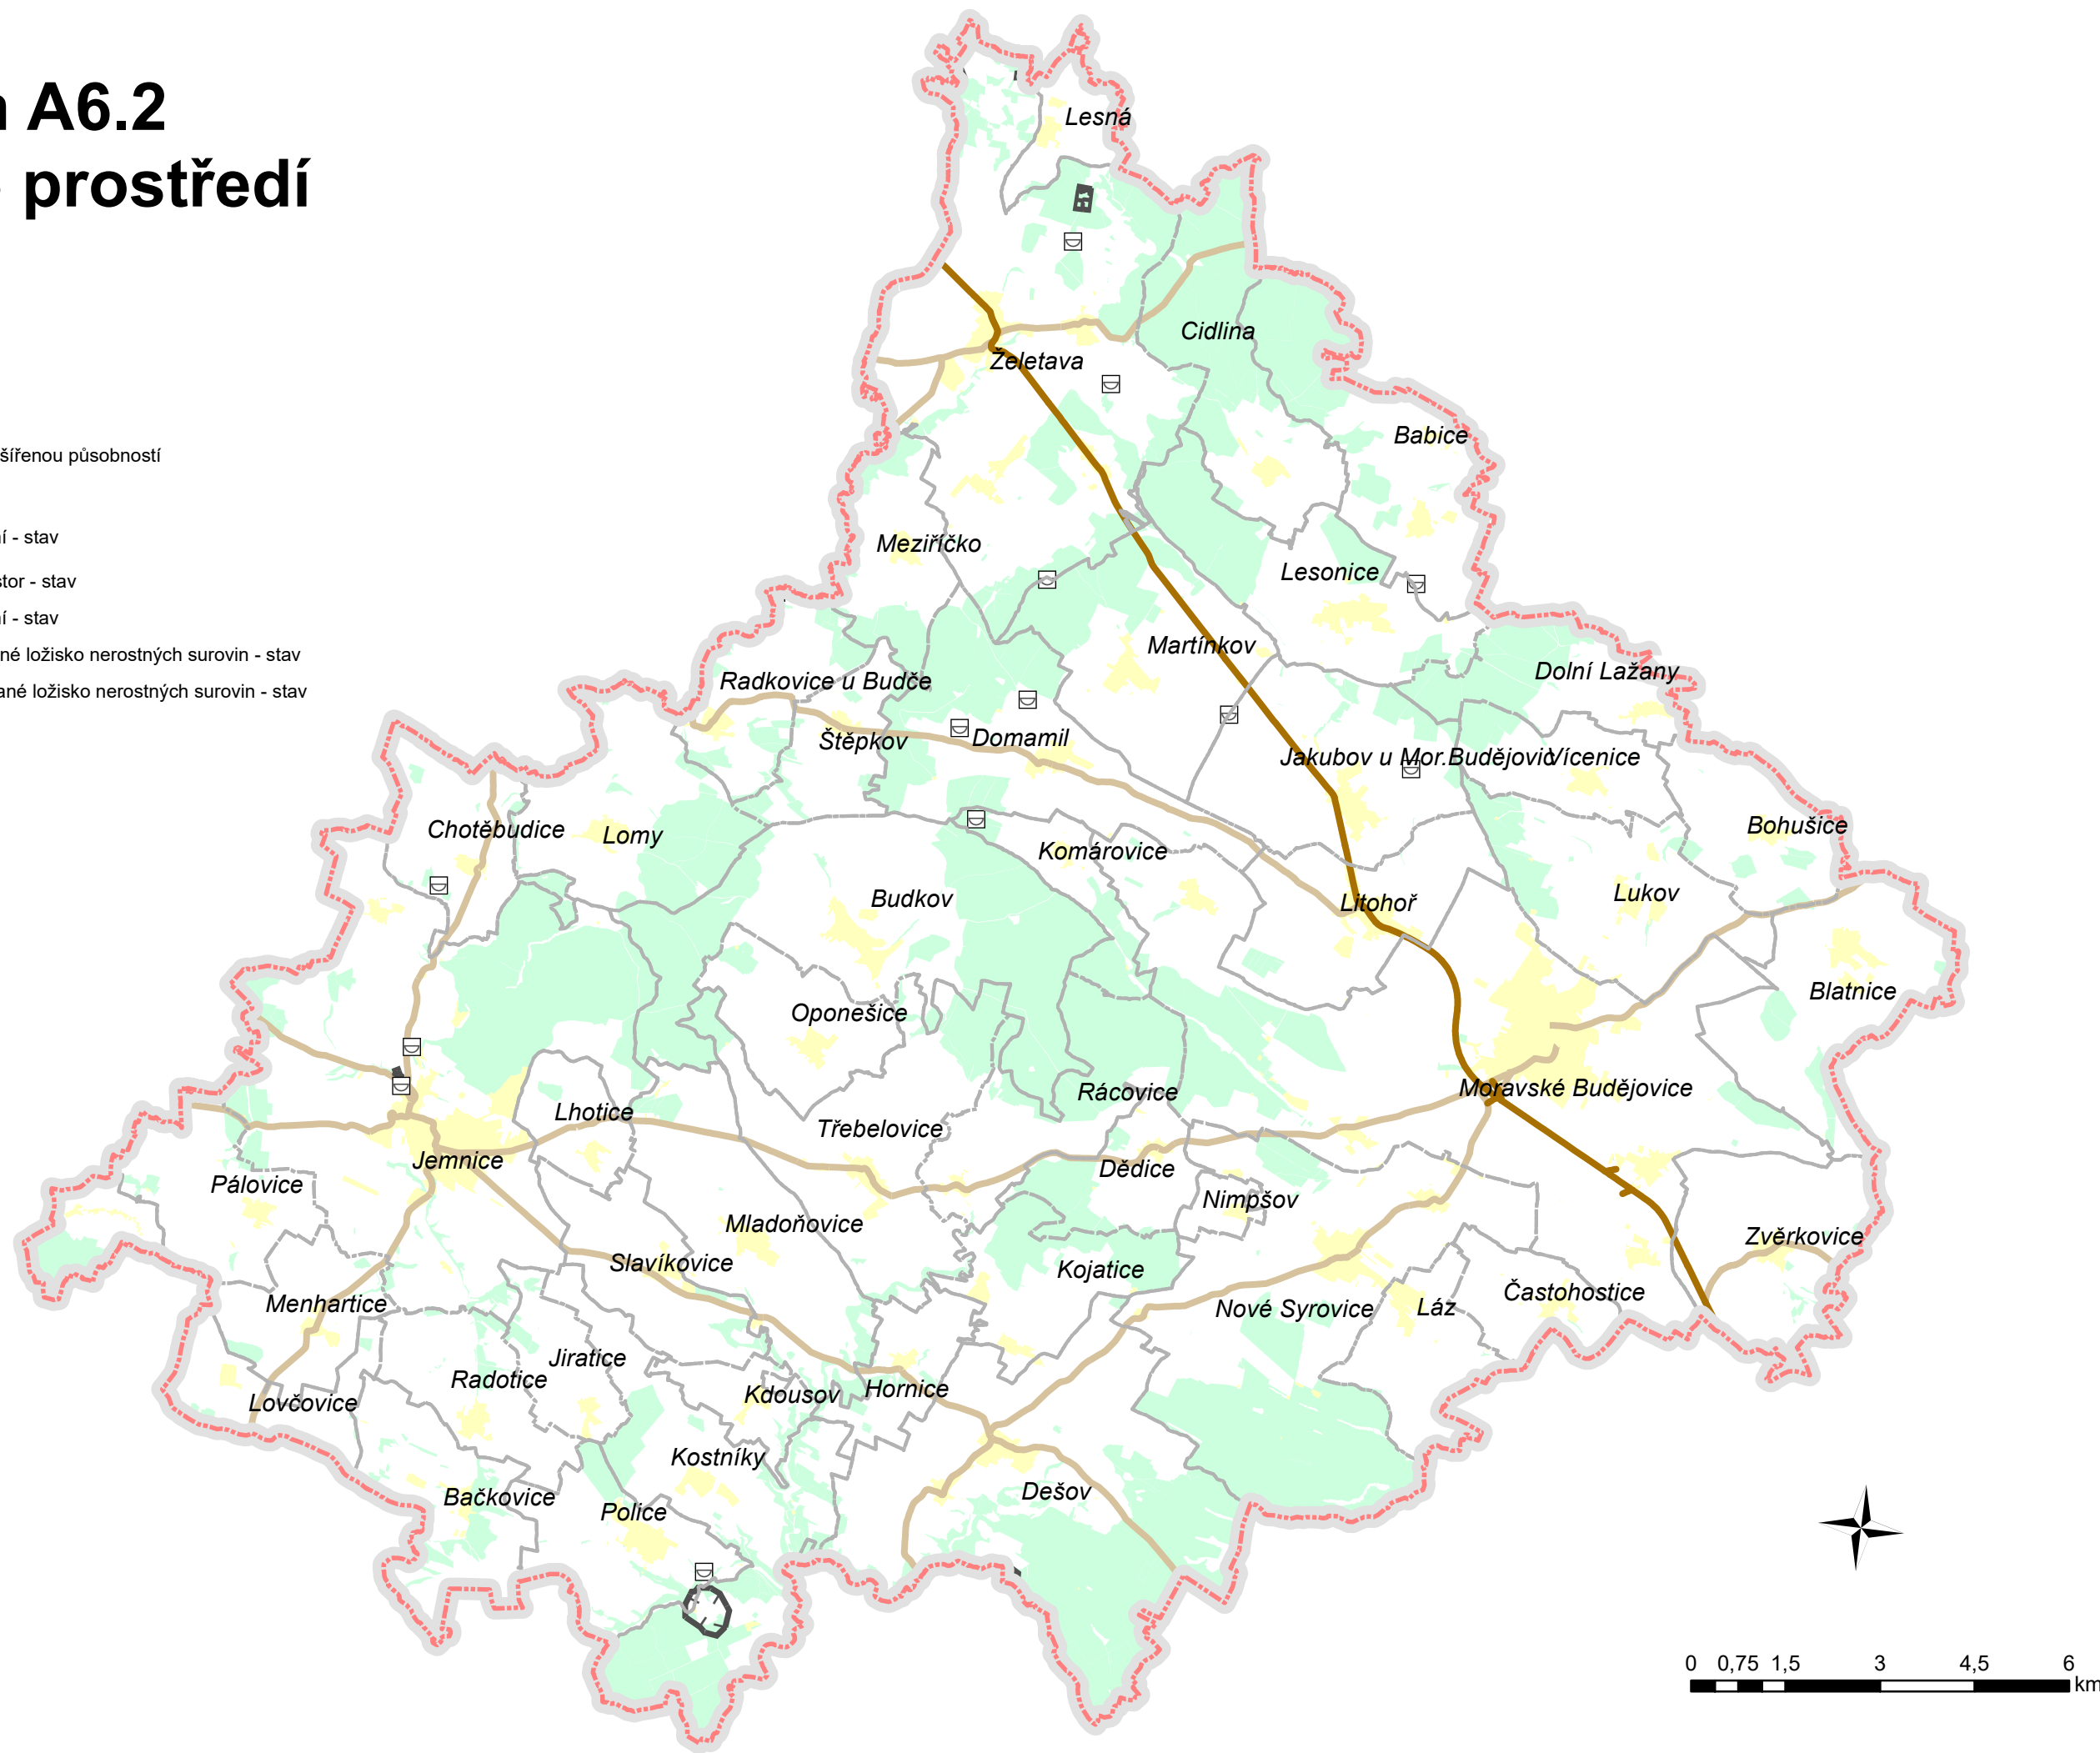 A6.2
prostředí
šířenou působností
í - stav
stor - stav
í - stav
né ložisko nerostných surovin - stav
ané ložisko nerostných surovin - stav
Lesná
Cidlina
Želetava
Babice
Meziříčko
Lesonice
Martínkov
Dolní Lažany
Radkovice u Budče
Štěpkov
Domamil
Jakubov u Mor.Budějovic
Vícenice
Chotěbudice
Lomy
Komárovice
Bohušice
Budkov
Litohoř
Lukov
Oponešice
Blatnice
Rácovice
Moravské Budějovice
Lhotice
Třebelovice
Jemnice
Dědice
Pálovice
Nimpšov
Mladoňovice
Zvěrkovice
Slavíkovice
Kojatice
Častohostice
Menhartice
Nové Syrovice
Láz
Jiratice
Radotice
Kdousov
Hornice
Lovčovice
Kostníky
Dešov
Bačkovice
Police
0 0,75 1,5 3 4,5 6
km